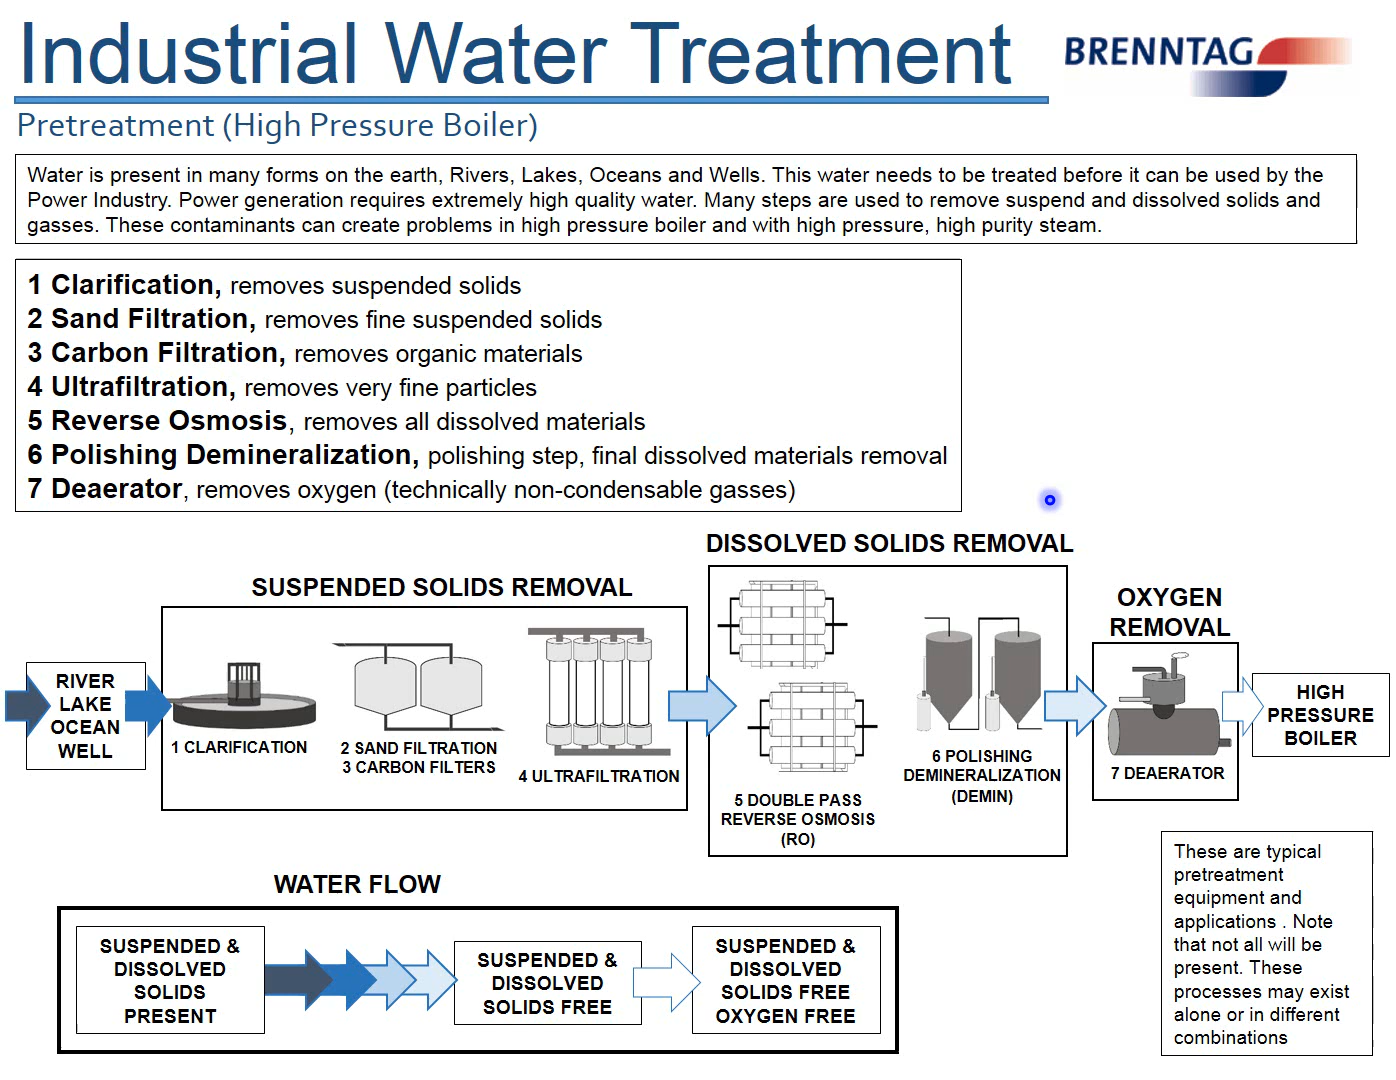 Industrial Water Treatment
BRENNTAG
Pretreatment (High Pressure Boiler)
Water is present in many forms on the earth, Rivers, Lakes, Oceans and Wells. This water needs to be treated before it can be used by the
Power Industry. Power generation requires extremely high quality water. Many steps are used to remove suspend and dissolved solids and
gasses. These contaminants can create problems in high pressure boiler and with high pressure, high purity steam.
1 Clarification, removes suspended solids
2 Sand Filtration, removes fine suspended solids
3 Carbon Filtration, removes organic materials
4 Ultrafiltration, removes very fine particles
5 Reverse Osmosis, removes all dissolved materials
6 Polishing Demineralization, polishing step, final dissolved materials removal
7 Deaerator, removes oxygen (technically non-condensable gasses)
SUSPENDED SOLIDS REMOVAL
DISSOLVED SOLIDS REMOVAL
OXYGEN
REMOVAL
RIVER
LAKE
OCEAN
WELL
1 CLARIFICATION
2 SAND FILTRATION
3 CARBON FILTERS
4 ULTRAFILTRATION
5 DOUBLE PASS
REVERSE OSMOSIS
(RO)
6 POLISHING
DEMINERALIZATION
(DEMIN)
7 DEAERATOR
HIGH
PRESSURE
BOILER
WATER FLOW
SUSPENDED &
DISSOLVED
SOLIDS
PRESENT
SUSPENDED &
DISSOLVED
SOLIDS FREE
SUSPENDED &
DISSOLVED
SOLIDS FREE
OXYGEN FREE
These are typical
pretreatment
equipment and
applications . Note
that not all will be
present. These
processes may exist
alone or in different
combinations